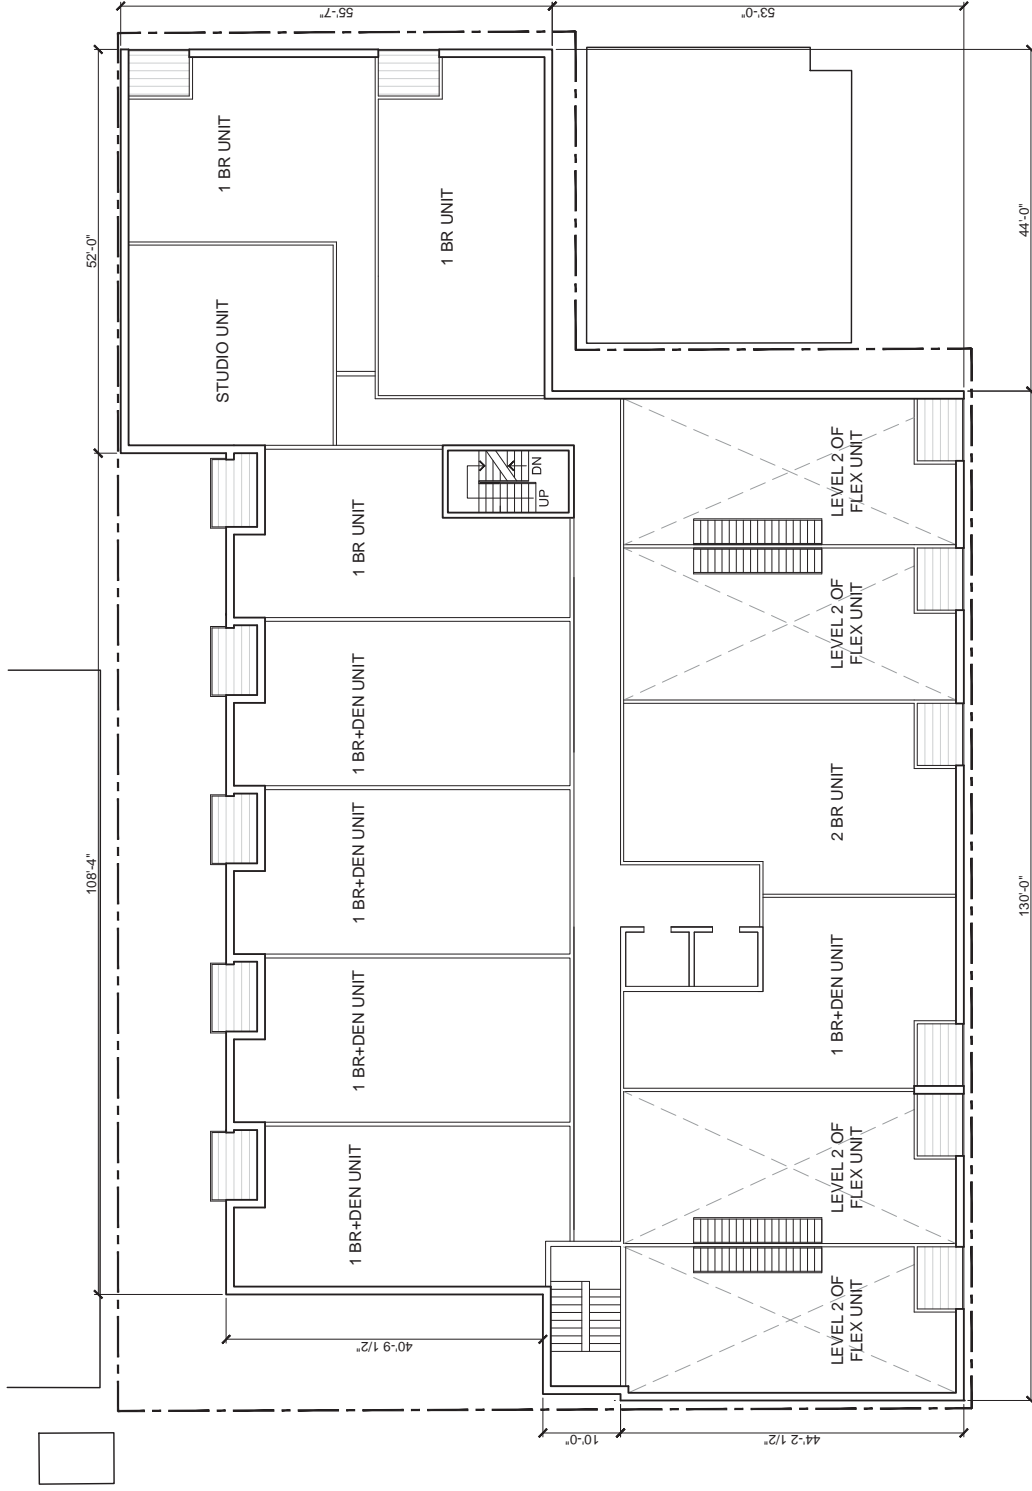 55'-7"
53'-0"
52'-0"
108'-4"
44'-0"
130'-0"
40'-9 1/2"
10'-0"
44'-2 1/2"
1 BR UNIT
STUDIO UNIT
1 BR UNIT
1 BR UNIT
UP
DN
1 BR+DEN UNIT
1 BR+DEN UNIT
1 BR+DEN UNIT
1 BR+DEN UNIT
LEVEL 2 OF
FLEX UNIT
LEVEL 2 OF
FLEX UNIT
2 BR UNIT
1 BR+DEN UNIT
LEVEL 2 OF
FLEX UNIT
LEVEL 2 OF
FLEX UNIT